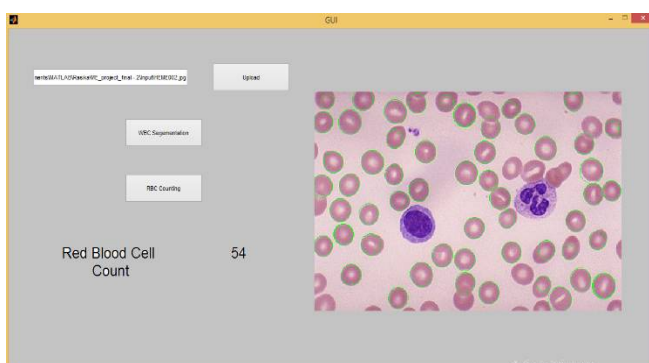 GUI
Upload
WBC Segmentation
RBC Counting
Red Blood Cell
Count
54